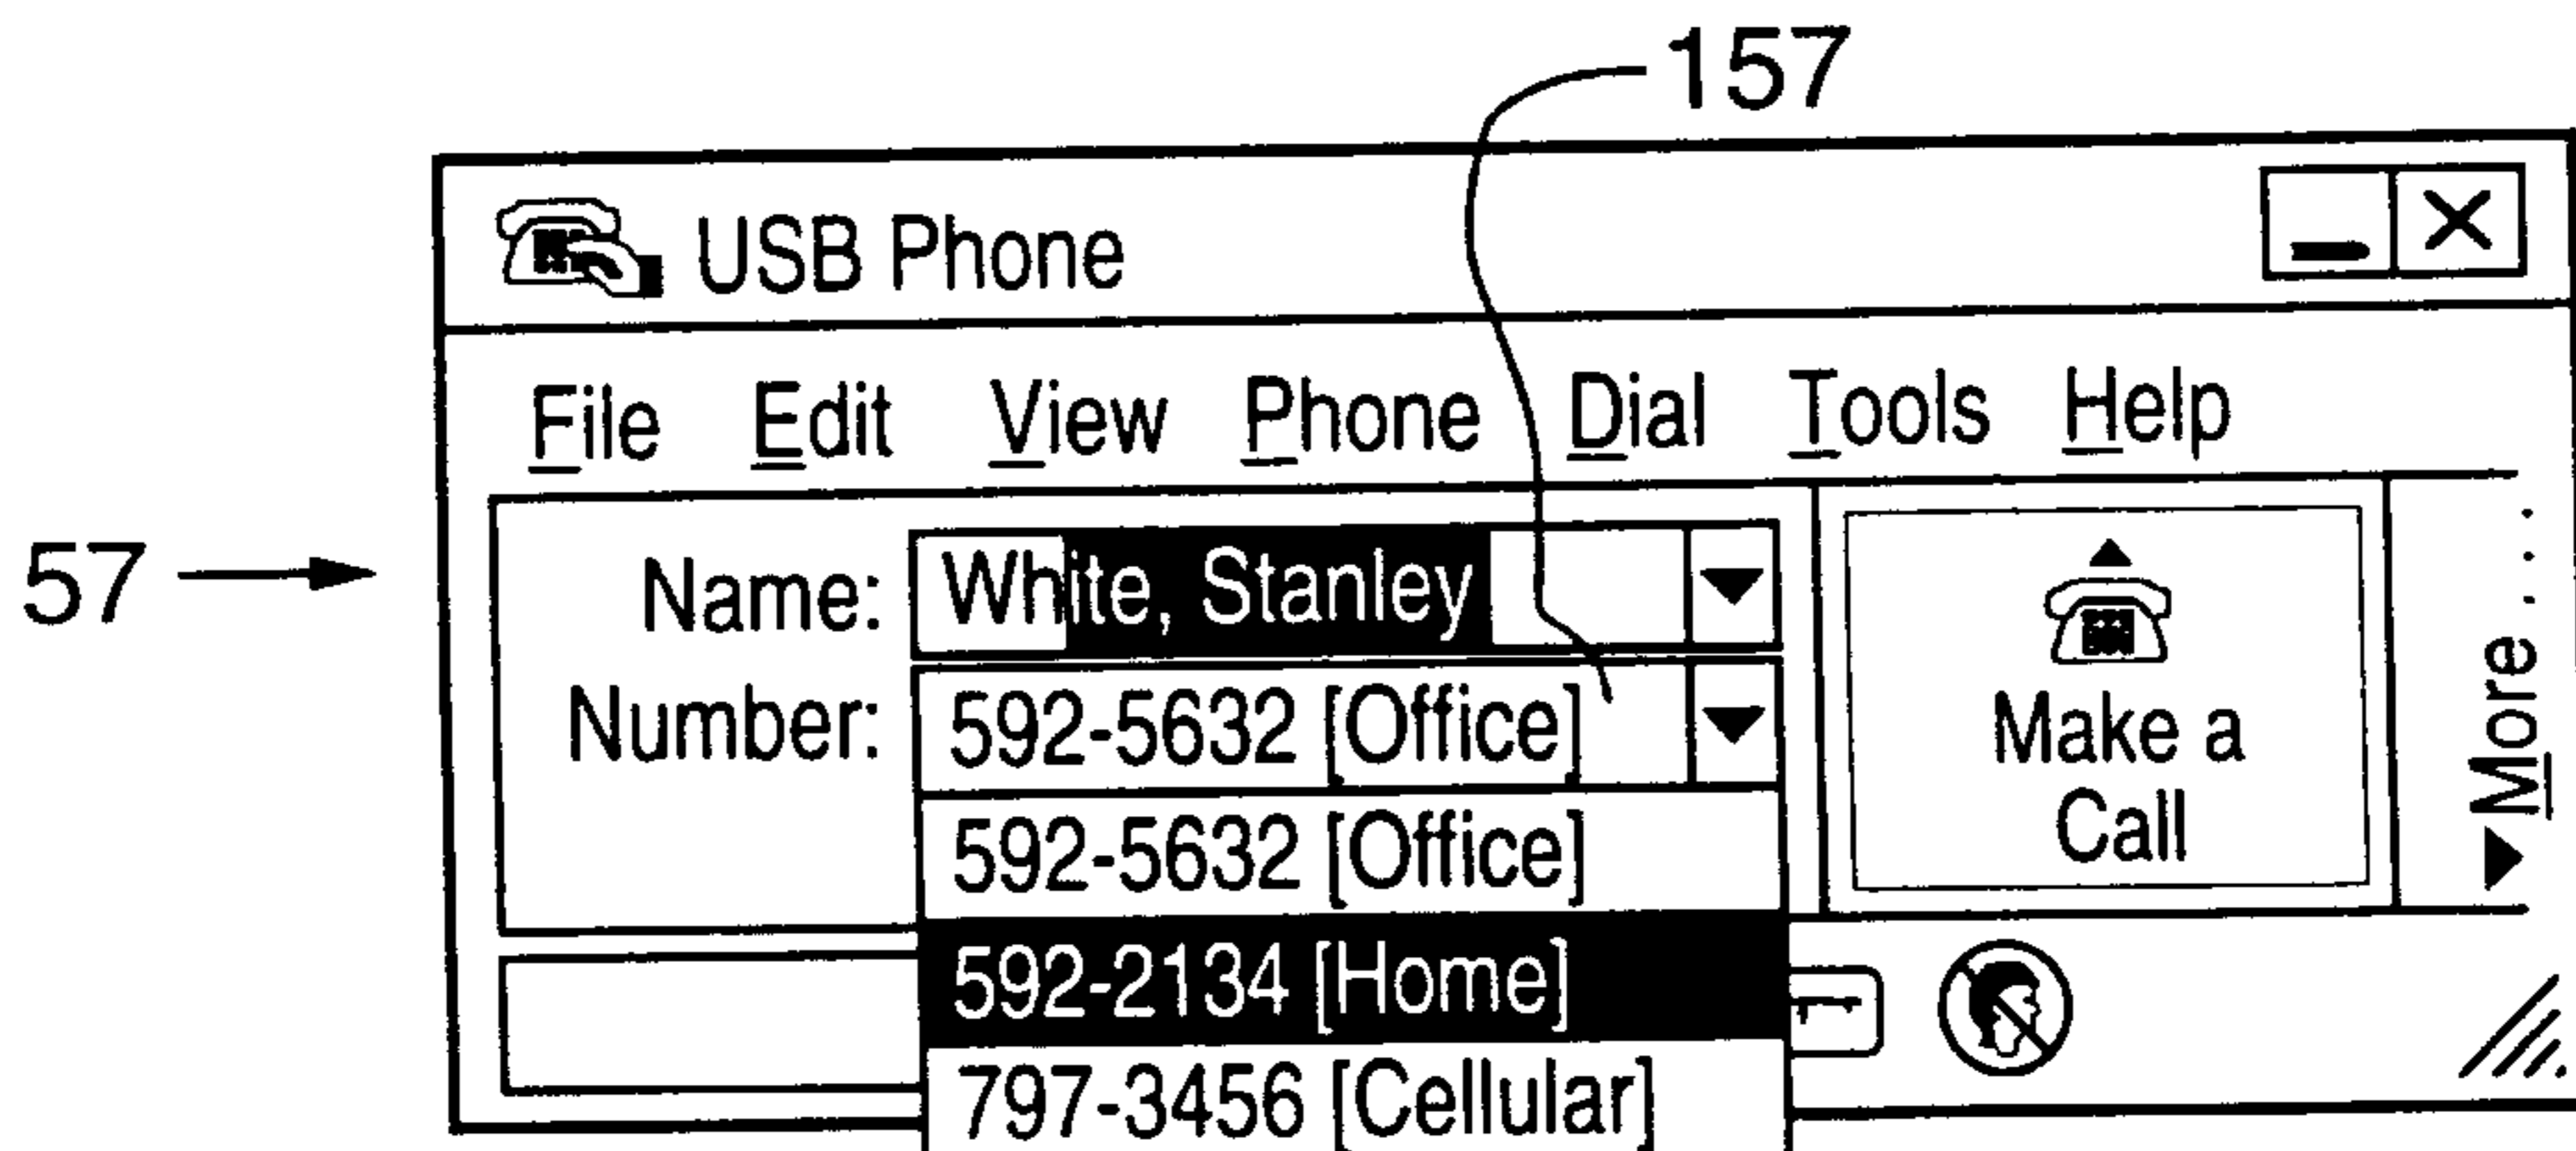 157
USB Phone
File Edit View Phone Dial Tools Help
57
Name: White, Stanley
Number: 592-5632 [Office]
592-5632 [Office]
592-2134 [Home]
797-3456 [Cellular]
Make a
Call
More . . .